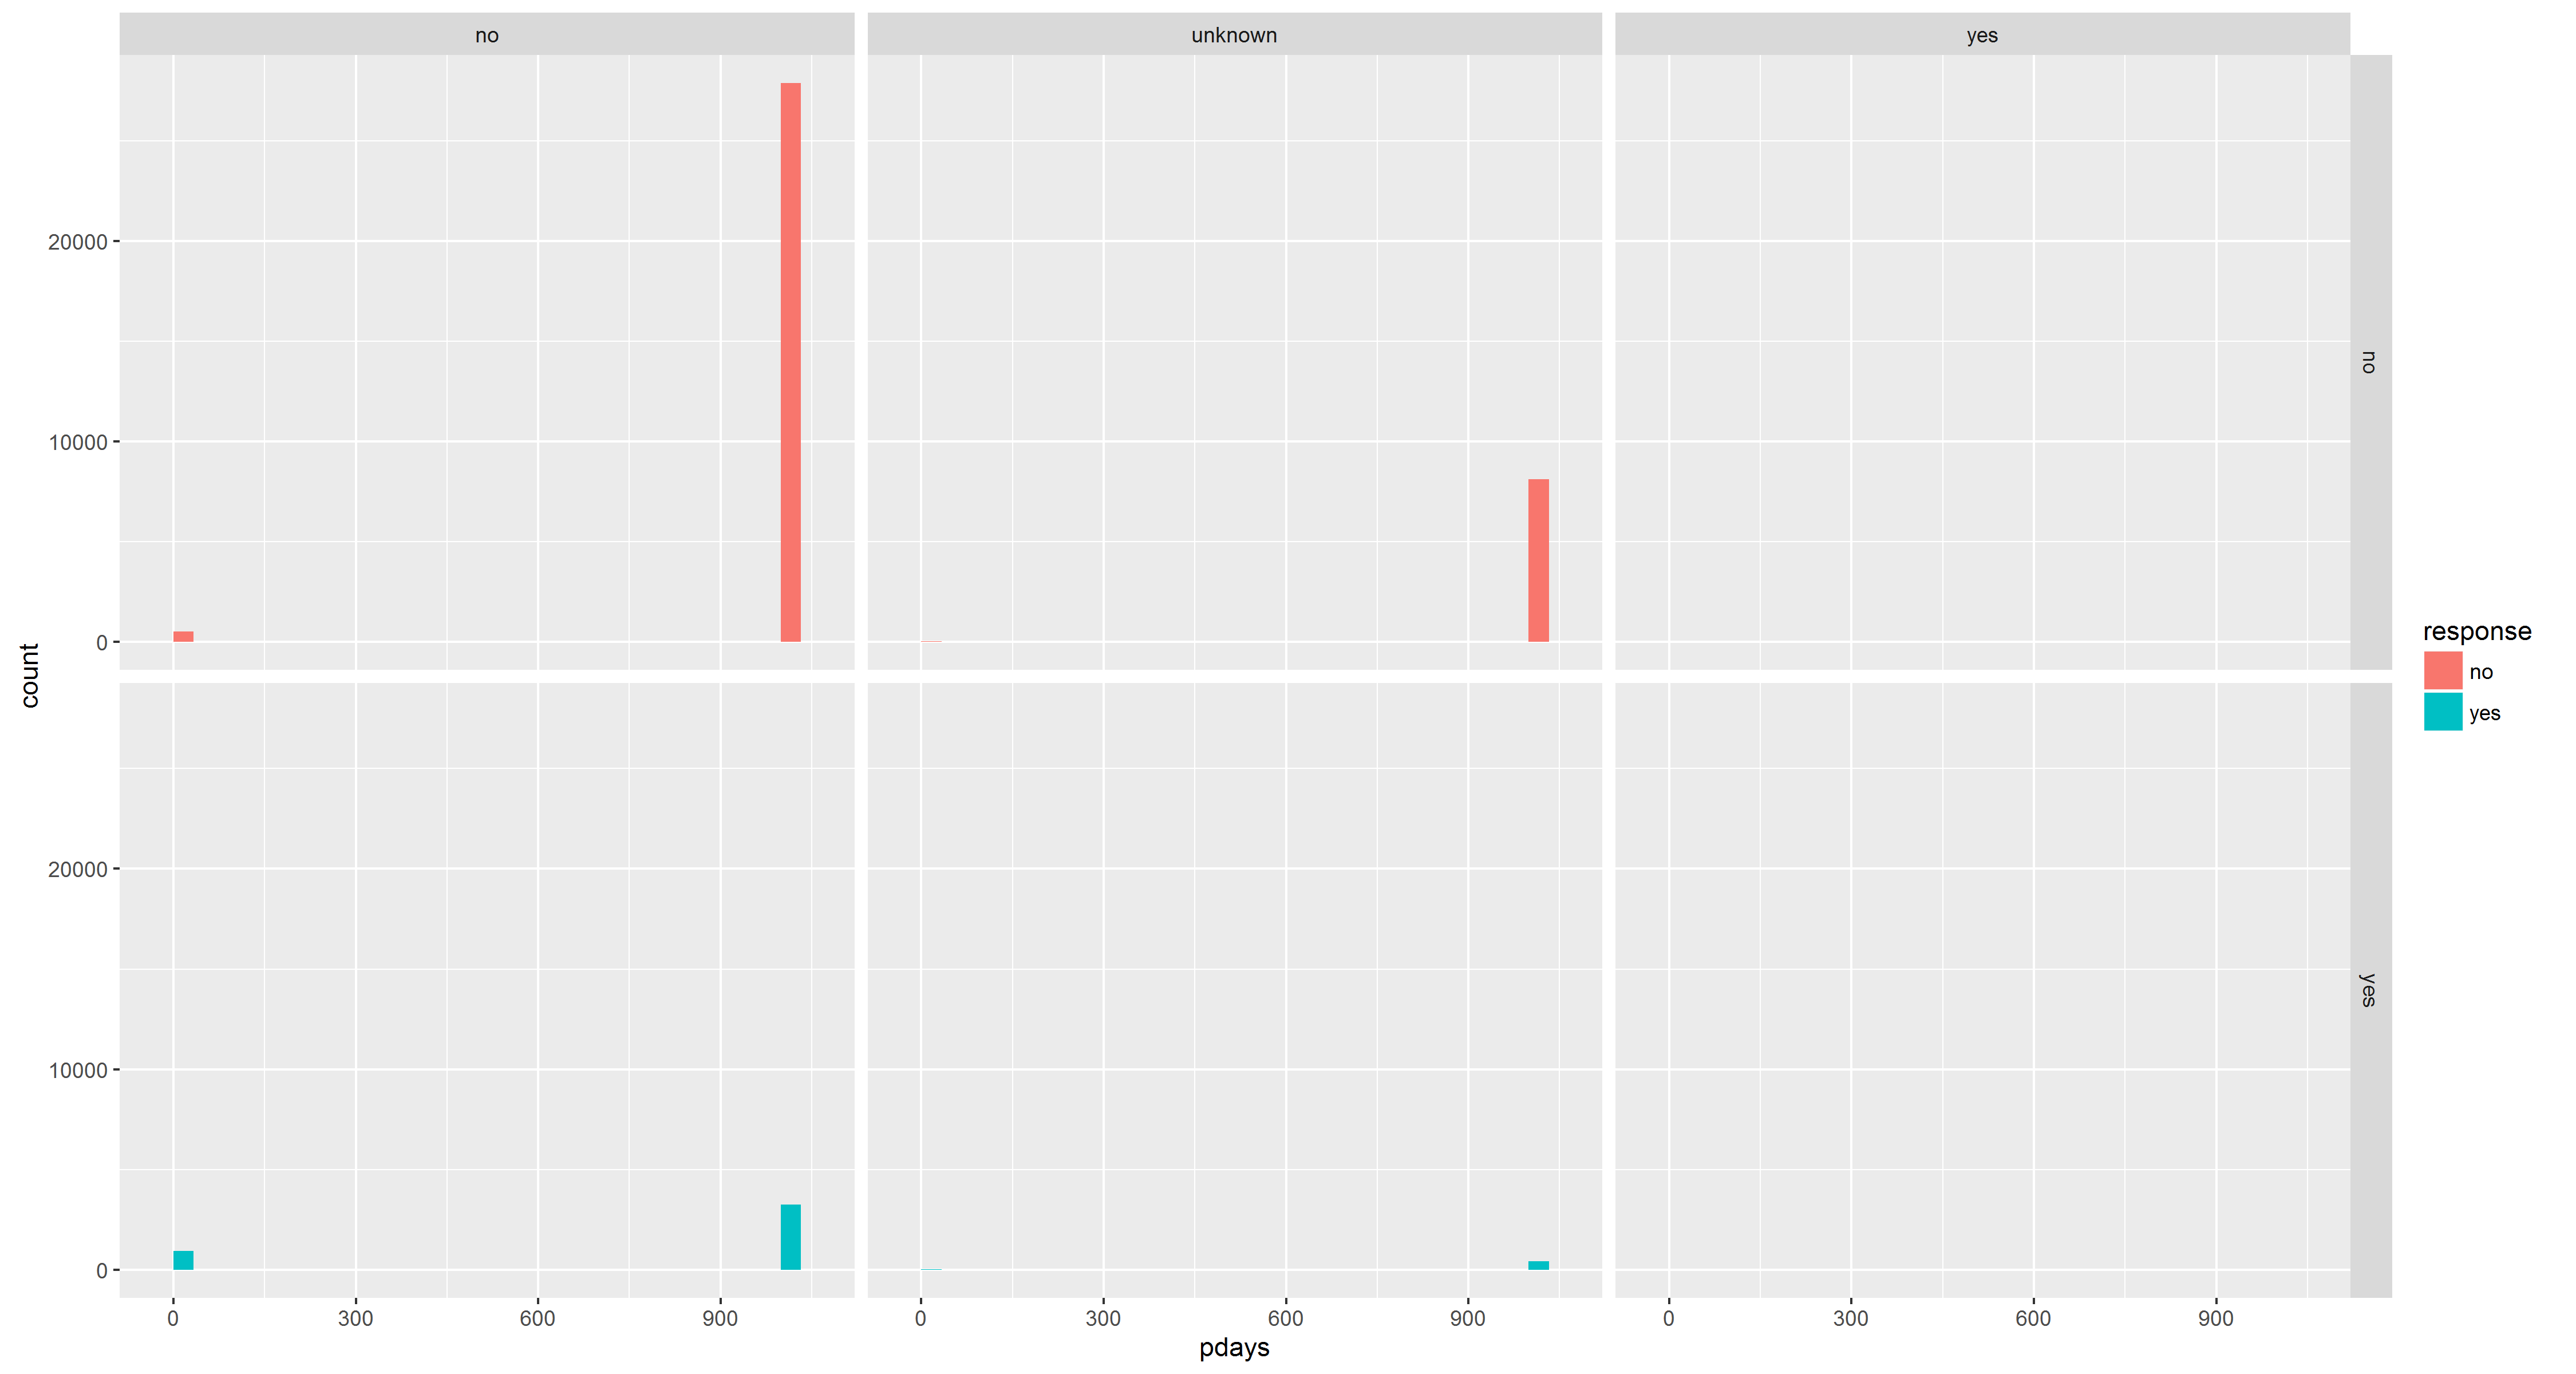 no unknown yes
20000
10000
0
no
20000
10000
0
yes
count
0 300 600 900 0 300 600 900 0 300 600 900
pdays
response
no
yes